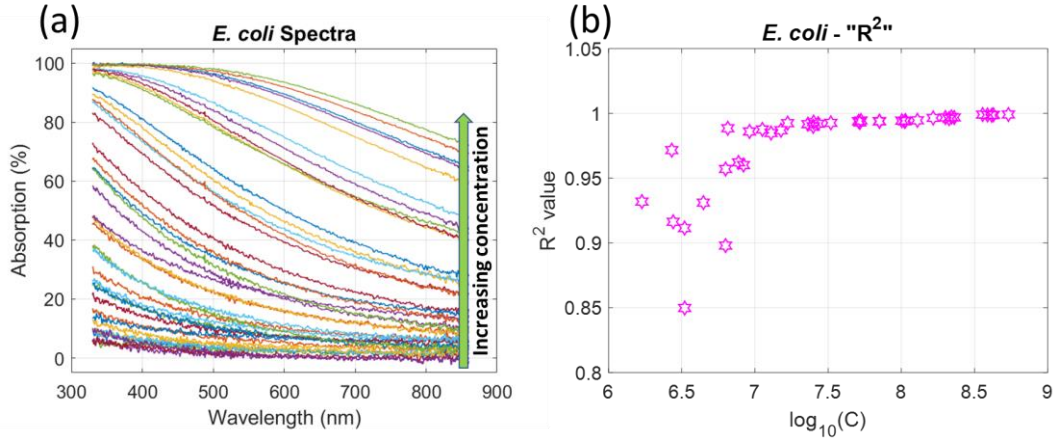 (a)
E. coli Spectra
100
80
60
40
20
0
300 400 500 600 700 800 900
Absorption (%)
Wavelength (nm)
Increasing concentration
(b)
E. coli - "R²"
1.05
1
0.95
0.9
0.85
0.8
6 6.5 7 7.5 8 8.5 9
R² value
log₁₀(C)